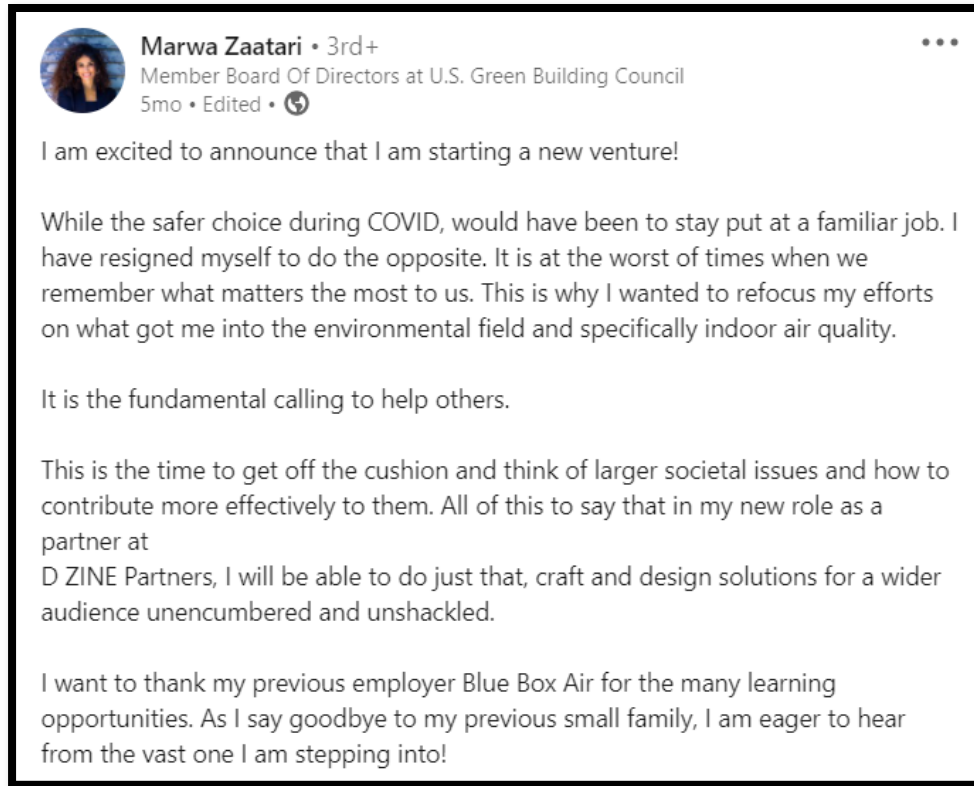 Marwa Zaatari • 3rd+
Member Board Of Directors at U.S. Green Building Council
5mo • Edited •
I am excited to announce that I am starting a new venture!
While the safer choice during COVID, would have been to stay put at a familiar job. I
have resigned myself to do the opposite. It is at the worst of times when we
remember what matters the most to us. This is why I wanted to refocus my efforts
on what got me into the environmental field and specifically indoor air quality.
It is the fundamental calling to help others.
This is the time to get off the cushion and think of larger societal issues and how to
contribute more effectively to them. All of this to say that in my new role as a
partner at
D ZINE Partners, I will be able to do just that, craft and design solutions for a wider
audience unencumbered and unshackled.
I want to thank my previous employer Blue Box Air for the many learning
opportunities. As I say goodbye to my previous small family, I am eager to hear
from the vast one I am stepping into!